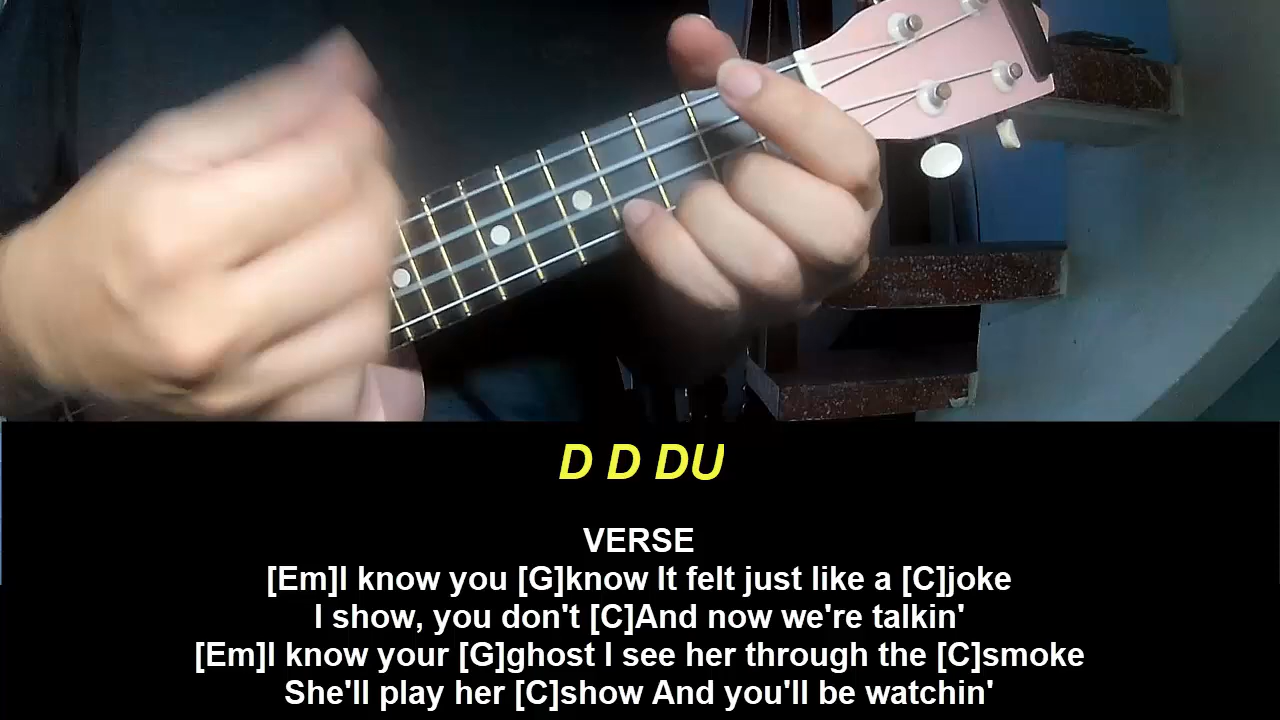 D D DU
VERSE
[Em]I know you [G]know It felt just like a [C]joke
I show, you don't [C]And now we're talkin'
[Em]I know your [G]ghost I see her through the [C]smoke
She'll play her [C]show And you'll be watchin'